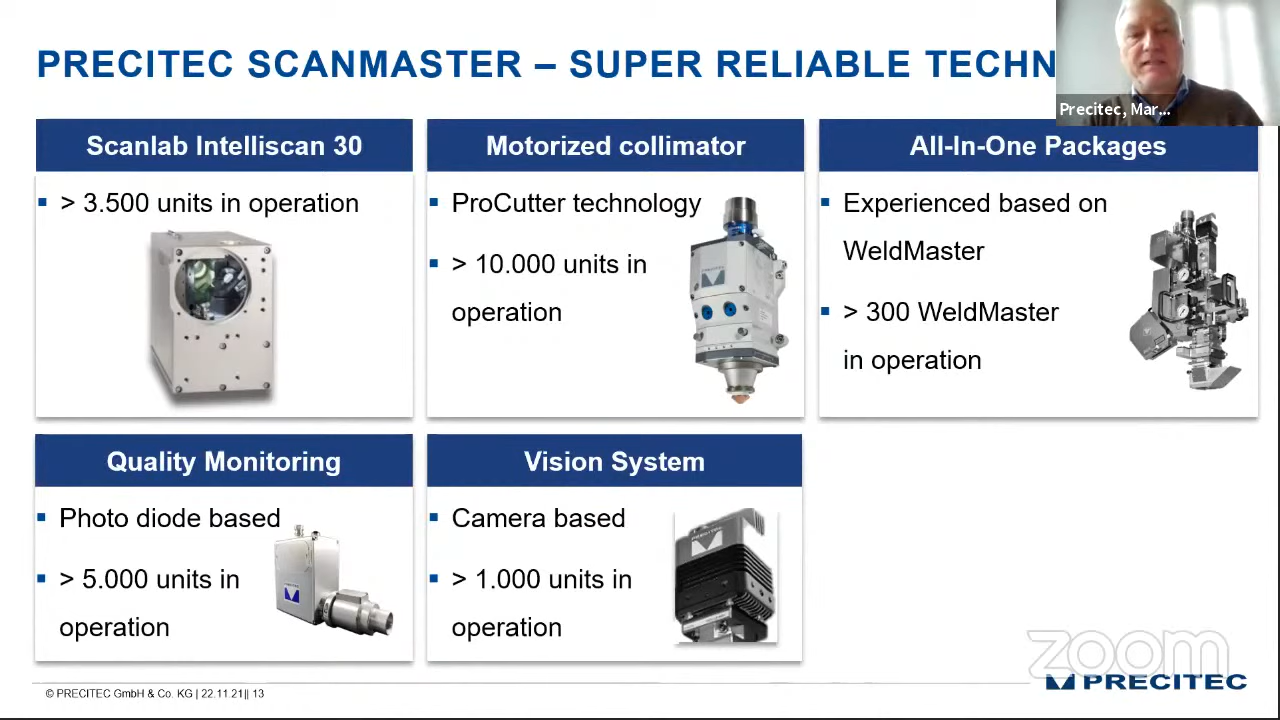 PRECITEC SCANMASTER – SUPER RELIABLE TECHN
Precitec, Mar...
Scanlab Intelliscan 30
> 3.500 units in operation
Motorized collimator
ProCutter technology
> 10.000 units in
operation
PRECITEC
All-In-One Packages
Experienced based on
WeldMaster
> 300 WeldMaster
in operation
Quality Monitoring
Photo diode based
> 5.000 units in
operation
Vision System
Camera based
> 1.000 units in
operation
PRECITEC
zoom
© PRECITEC GmbH & Co. KG | 22.11.21|| 13
PRECITEC